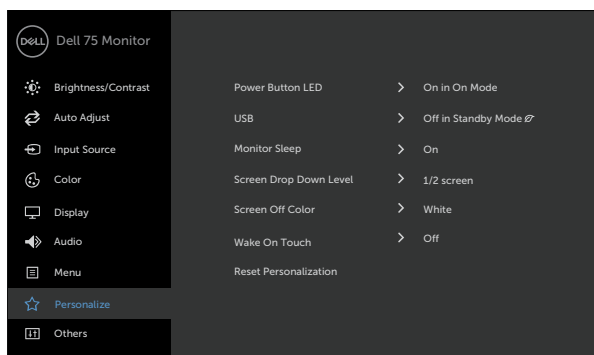 DELL Dell 75 Monitor
Brightness/Contrast
Auto Adjust
Input Source
Color
Display
Audio
Menu
Personalize
Others
Power Button LED > On in On Mode
USB > Off in Standby Mode
Monitor Sleep > On
Screen Drop Down Level > 1/2 screen
Screen Off Color > White
Wake On Touch > Off
Reset Personalization